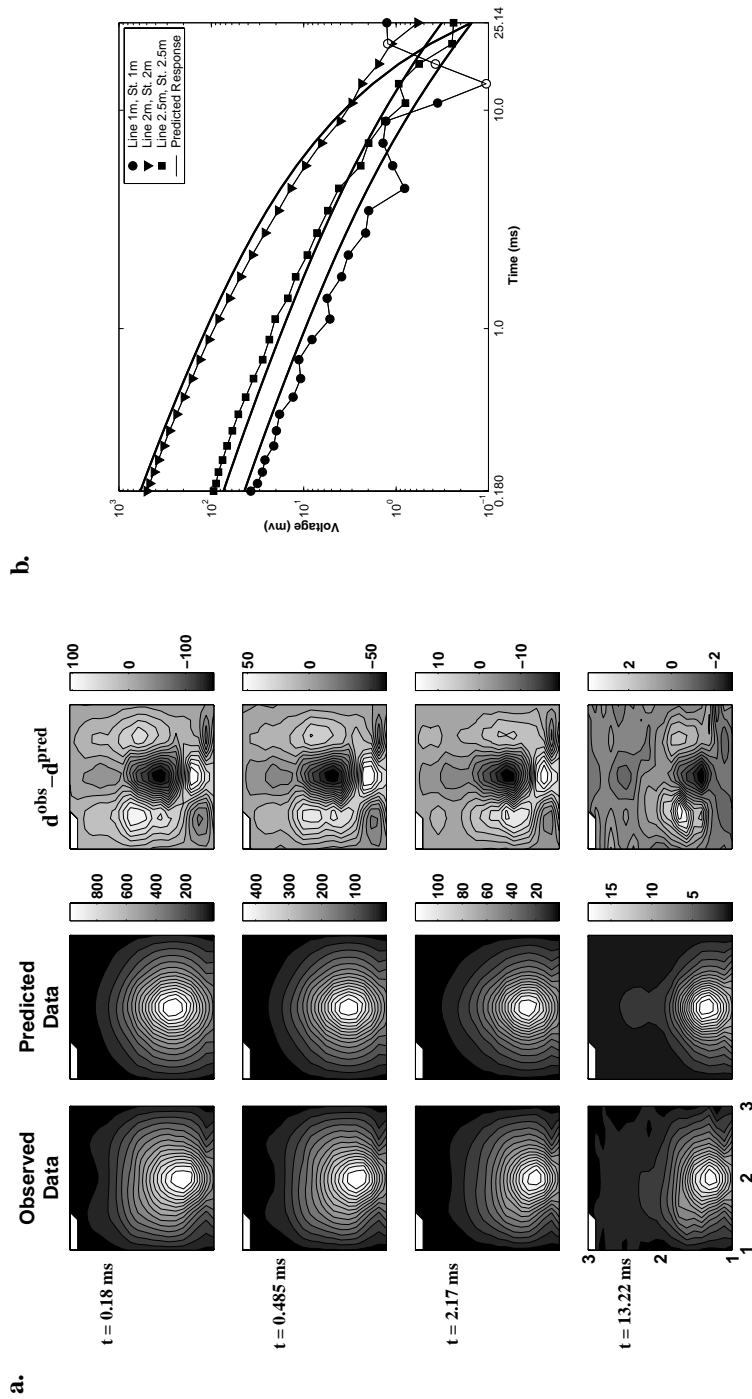 a.
Observed
Data
Predicted
Data
d^obs−d^pred
t = 0.18 ms
800
600
400
200
100
0
−100
t = 0.485 ms
400
300
200
100
50
0
−50
t = 2.17 ms
100
80
60
40
20
10
0
−10
t = 13.22 ms
3
2
1
1
2
3
15
10
5
2
0
−2
b.
Line 1m, St. 1m
Line 2m, St. 2m
Line 2.5m, St. 2.5m
Predicted Response
10^3
10^2
10^1
10^0
10^−1
Voltage (mv)
0.180
1.0
10.0
25.14
Time (ms)